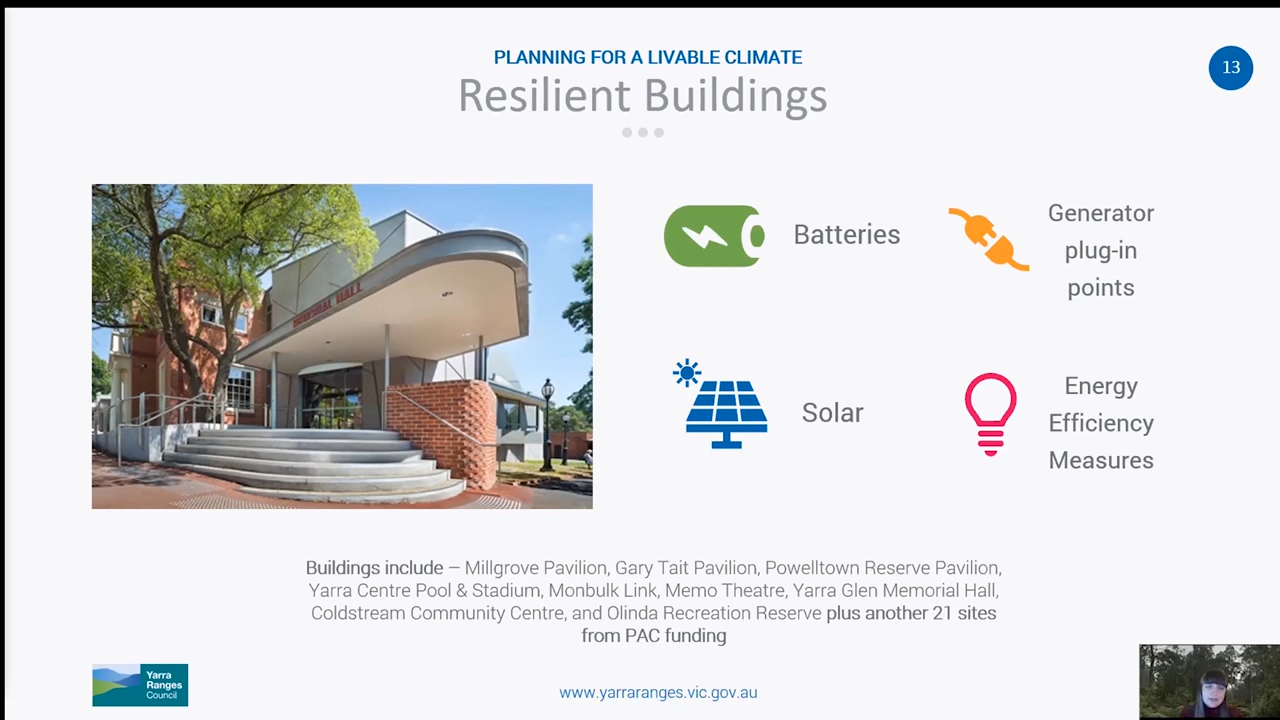 PLANNING FOR A LIVABLE CLIMATE
13
Resilient Buildings
MEMORIAL HALL
Batteries
Generator
plug-in
points
Solar
Energy
Efficiency
Measures
Buildings include – Millgrove Pavilion, Gary Tait Pavilion, Powelltown Reserve Pavilion,
Yarra Centre Pool & Stadium, Monbulk Link, Memo Theatre, Yarra Glen Memorial Hall,
Coldstream Community Centre, and Olinda Recreation Reserve plus another 21 sites
from PAC funding
Yarra
Ranges
Council
www.yarraranges.vic.gov.au